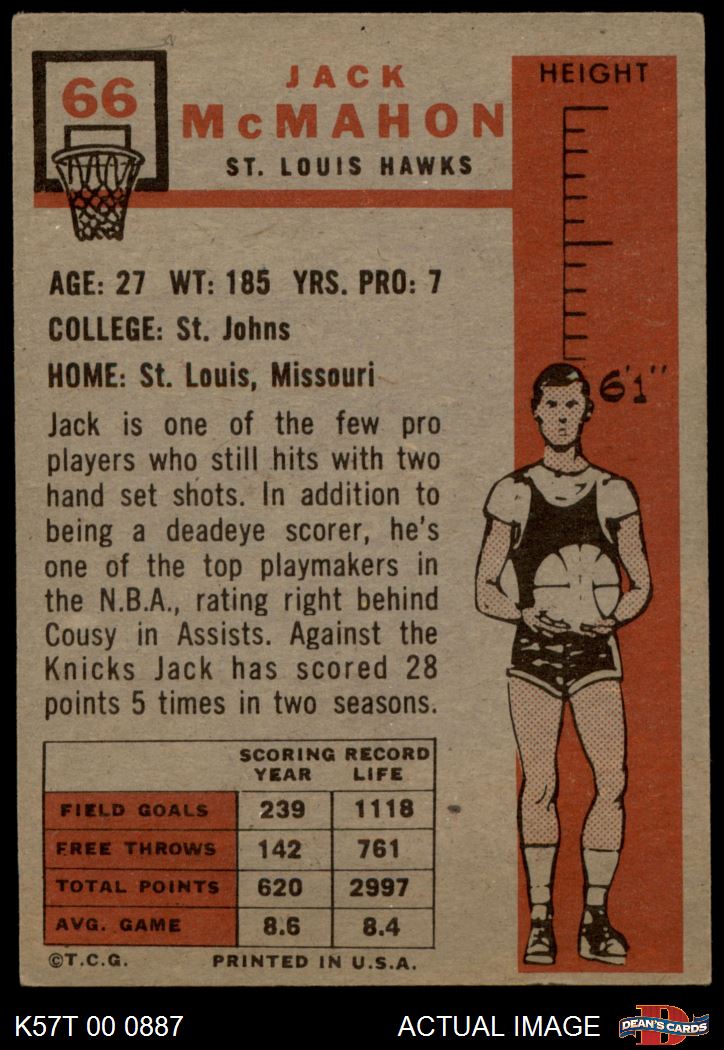 66
JACK
McMAHON
ST. LOUIS HAWKS
HEIGHT
6'1"
AGE: 27 WT: 185 YRS. PRO: 7
COLLEGE: St. Johns
HOME: St. Louis, Missouri
Jack is one of the few pro
players who still hits with two
hand set shots. In addition to
being a deadeye scorer, he's
one of the top playmakers in
the N.B.A., rating right behind
Cousy in Assists. Against the
Knicks Jack has scored 28
points 5 times in two seasons.
SCORING RECORD
YEAR LIFE
FIELD GOALS 239 1118
FREE THROWS 142 761
TOTAL POINTS 620 2997
AVG. GAME 8.6 8.4
©T.C.G. PRINTED IN U.S.A.
K57T 00 0887 ACTUAL IMAGE
D
DEAN'S CARDS